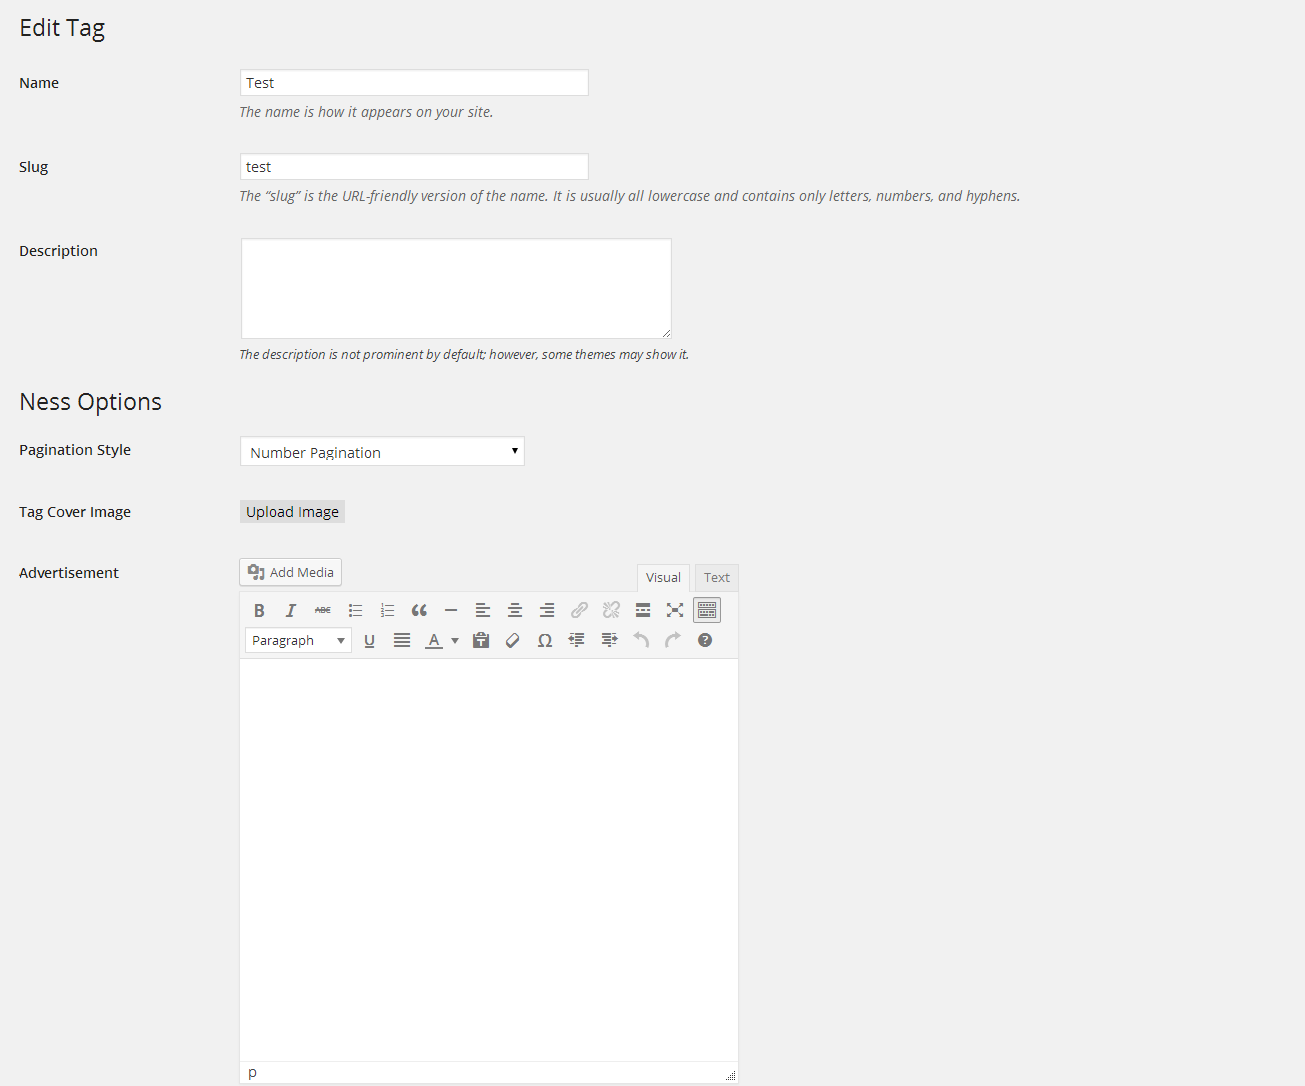 Edit Tag
Name
Test
The name is how it appears on your site.
Slug
test
The “slug” is the URL-friendly version of the name. It is usually all lowercase and contains only letters, numbers, and hyphens.
Description
The description is not prominent by default; however, some themes may show it.
Ness Options
Pagination Style
Number Pagination
Tag Cover Image
Upload Image
Advertisement
Add Media
Visual
Text
B I ABC
Paragraph U A Ω ?
p